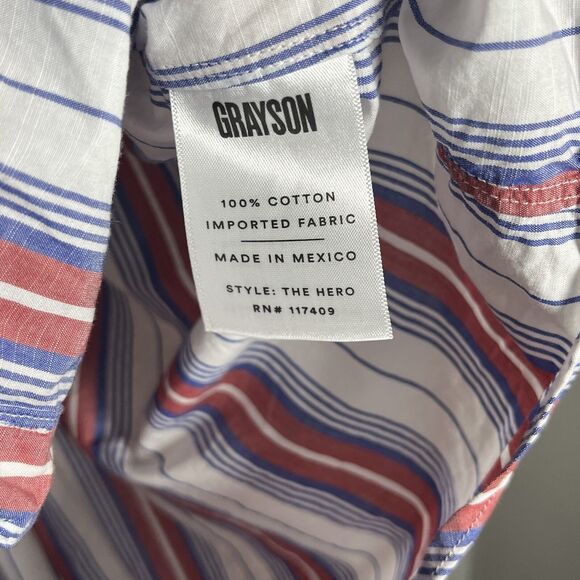 GRAYSON
100% COTTON
IMPORTED FABRIC
MADE IN MEXICO
STYLE: THE HERO
RN# 117409